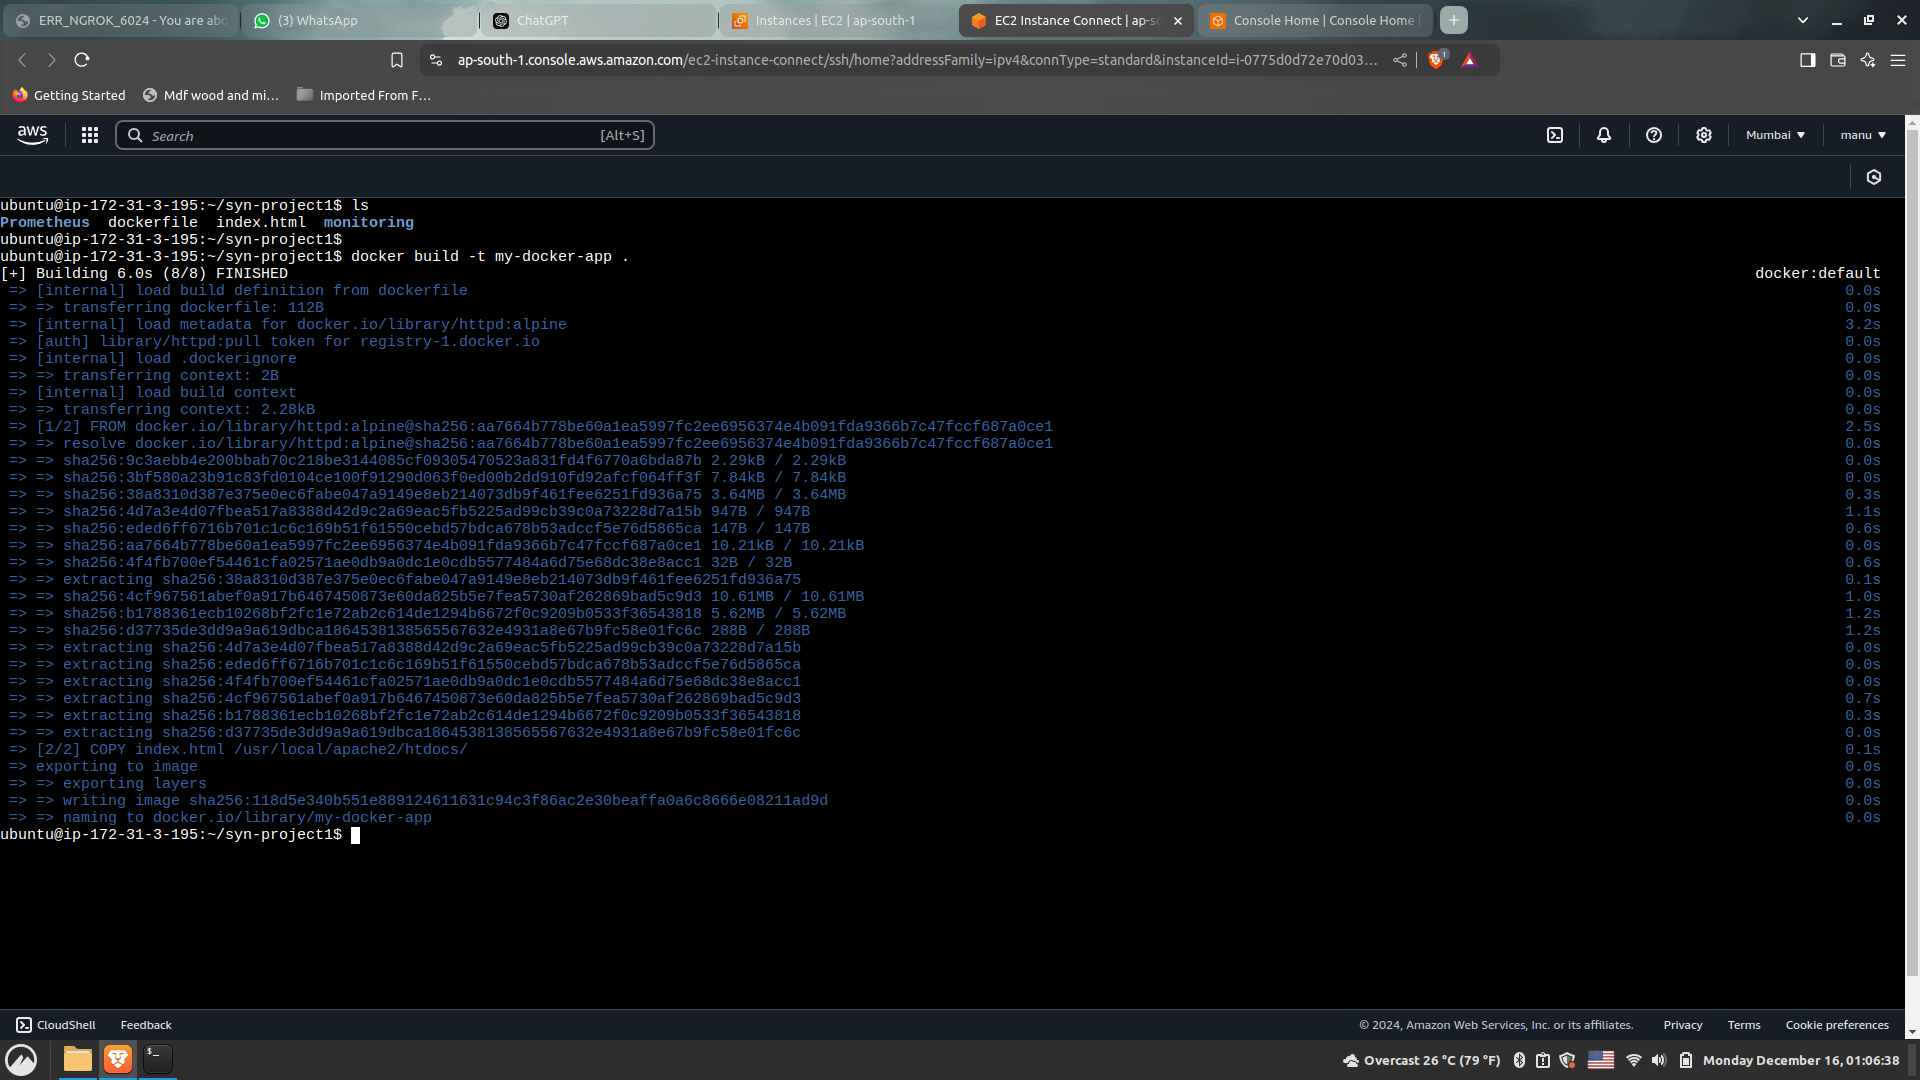 ERR_NGROK_6024 - You are abo
(3) WhatsApp
ChatGPT
Instances | EC2 | ap-south-1
EC2 Instance Connect | ap-so
Console Home | Console Home |
ap-south-1.console.aws.amazon.com/ec2-instance-connect/ssh/home?addressFamily=ipv4&connType=standard&instanceId=i-0775d0d72e70d03...
1
Getting Started
Mdf wood and mi...
Imported From F...
aws
Search
[Alt+S]
Mumbai
manu
ubuntu@ip-172-31-3-195:~/syn-project1$ ls
Prometheus dockerfile index.html monitoring
ubuntu@ip-172-31-3-195:~/syn-project1$
ubuntu@ip-172-31-3-195:~/syn-project1$ docker build -t my-docker-app .
[+] Building 6.0s (8/8) FINISHED docker:default
=> [internal] load build definition from dockerfile 0.0s
=> => transferring dockerfile: 112B 0.0s
=> [internal] load metadata for docker.io/library/httpd:alpine 3.2s
=> [auth] library/httpd:pull token for registry-1.docker.io 0.0s
=> [internal] load .dockerignore 0.0s
=> => transferring context: 2B 0.0s
=> [internal] load build context 0.0s
=> => transferring context: 2.28kB 0.0s
=> [1/2] FROM docker.io/library/httpd:alpine@sha256:aa7664b778be60a1ea5997fc2ee6956374e4b091fda9366b7c47fccf687a0ce1 2.5s
=> => resolve docker.io/library/httpd:alpine@sha256:aa7664b778be60a1ea5997fc2ee6956374e4b091fda9366b7c47fccf687a0ce1 0.0s
=> => sha256:9c3aebb4e200bbab70c218be3144085cf09305470523a831fd4f6770a6bda87b 2.29kB / 2.29kB 0.0s
=> => sha256:3bf580a23b91c83fd0104ce100f91290d063f0ed00b2dd910fd92afcf064ff3f 7.84kB / 7.84kB 0.0s
=> => sha256:38a8310d387e375e0ec6fabe047a9149e8eb214073db9f461fee6251fd936a75 3.64MB / 3.64MB 0.3s
=> => sha256:4d7a3e4d07fbea517a8388d42d9c2a69eac5fb5225ad99cb39c0a73228d7a15b 947B / 947B 1.1s
=> => sha256:eded6ff6716b701c1c6c169b51f61550cebd57bdca678b53adccf5e76d5865ca 147B / 147B 0.6s
=> => sha256:aa7664b778be60a1ea5997fc2ee6956374e4b091fda9366b7c47fccf687a0ce1 10.21kB / 10.21kB 0.0s
=> => sha256:4f4fb700ef54461cfa02571ae0db9a0dc1e0cdb5577484a6d75e68dc38e8acc1 32B / 32B 0.6s
=> => extracting sha256:38a8310d387e375e0ec6fabe047a9149e8eb214073db9f461fee6251fd936a75 0.1s
=> => sha256:4cf967561abef0a917b6467450873e60da825b5e7fea5730af262869bad5c9d3 10.61MB / 10.61MB 1.0s
=> => sha256:b1788361ecb10268bf2fc1e72ab2c614de1294b6672f0c9209b0533f36543818 5.62MB / 5.62MB 1.2s
=> => sha256:d37735de3dd9a9a619dbca1864538138565567632e4931a8e67b9fc58e01fc6c 288B / 288B 1.2s
=> => extracting sha256:4d7a3e4d07fbea517a8388d42d9c2a69eac5fb5225ad99cb39c0a73228d7a15b 0.0s
=> => extracting sha256:eded6ff6716b701c1c6c169b51f61550cebd57bdca678b53adccf5e76d5865ca 0.0s
=> => extracting sha256:4f4fb700ef54461cfa02571ae0db9a0dc1e0cdb5577484a6d75e68dc38e8acc1 0.0s
=> => extracting sha256:4cf967561abef0a917b6467450873e60da825b5e7fea5730af262869bad5c9d3 0.7s
=> => extracting sha256:b1788361ecb10268bf2fc1e72ab2c614de1294b6672f0c9209b0533f36543818 0.3s
=> => extracting sha256:d37735de3dd9a9a619dbca1864538138565567632e4931a8e67b9fc58e01fc6c 0.0s
=> [2/2] COPY index.html /usr/local/apache2/htdocs/ 0.1s
=> exporting to image 0.0s
=> => exporting layers 0.0s
=> => writing image sha256:118d5e340b551e889124611631c94c3f86ac2e30beaffa0a6c8666e08211ad9d 0.0s
=> => naming to docker.io/library/my-docker-app 0.0s
ubuntu@ip-172-31-3-195:~/syn-project1$
CloudShell
Feedback
© 2024, Amazon Web Services, Inc. or its affiliates.
Privacy
Terms
Cookie preferences
Overcast 26 °C (79 °F)
Monday December 16, 01:06:38